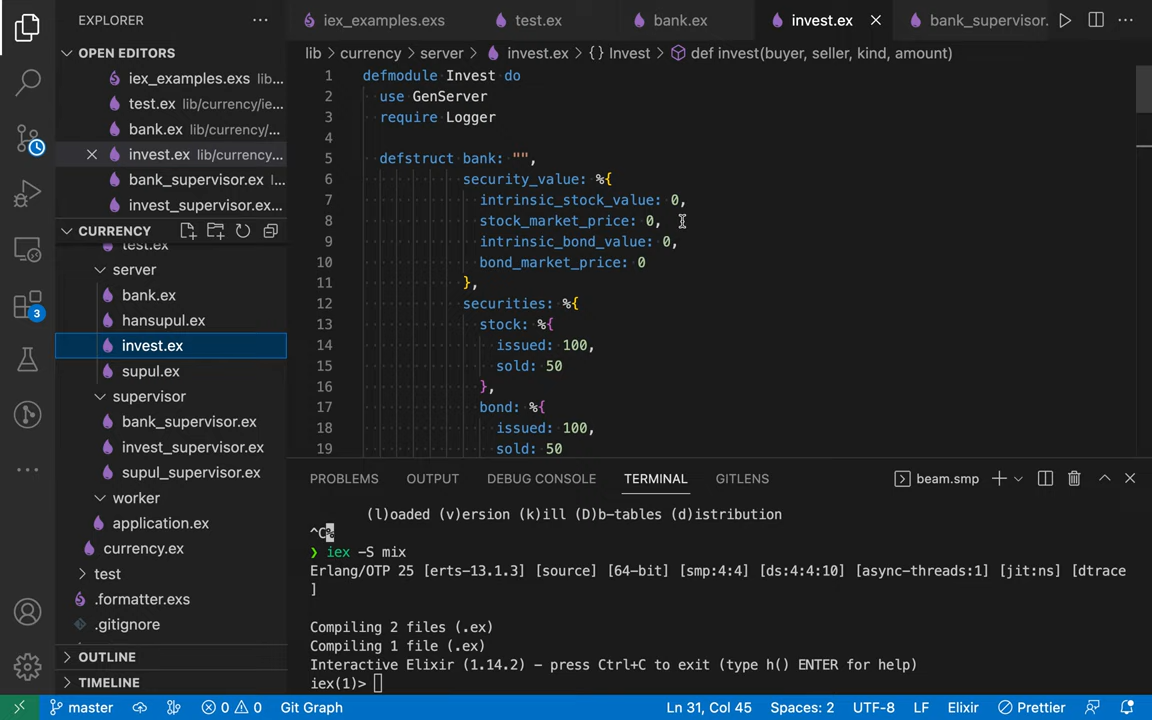 EXPLORER
iex_examples.exs
test.ex
bank.ex
invest.ex
bank_supervisor.
OPEN EDITORS
iex_examples.exs lib...
test.ex lib/currency/ie...
bank.ex lib/currency/...
invest.ex lib/currency...
bank_supervisor.ex l...
invest_supervisor.ex...
CURRENCY
test.ex
server
bank.ex
hansupul.ex
invest.ex
supul.ex
supervisor
bank_supervisor.ex
invest_supervisor.ex
supul_supervisor.ex
worker
application.ex
currency.ex
test
.formatter.exs
.gitignore
OUTLINE
TIMELINE
3
lib > currency > server > invest.ex > {} Invest > def invest(buyer, seller, kind, amount)
1 defmodule Invest do
2 use GenServer
3 require Logger
4
5 defstruct bank: "",
6 security_value: %{
7 intrinsic_stock_value: 0,
8 stock_market_price: 0,
9 intrinsic_bond_value: 0,
10 bond_market_price: 0
11 },
12 securities: %{
13 stock: %{
14 issued: 100,
15 sold: 50
16 },
17 bond: %{
18 issued: 100,
19 sold: 50
PROBLEMS OUTPUT DEBUG CONSOLE TERMINAL GITLENS
beam.smp
(l)oaded (v)ersion (k)ill (D)b-tables (d)istribution
^C%
❯ iex -S mix
Erlang/OTP 25 [erts-13.1.3] [source] [64-bit] [smp:4:4] [ds:4:4:10] [async-threads:1] [jit:ns] [dtrace
]
Compiling 2 files (.ex)
Compiling 1 file (.ex)
Interactive Elixir (1.14.2) - press Ctrl+C to exit (type h() ENTER for help)
iex(1)>
master
0 0
Git Graph
Ln 31, Col 45
Spaces: 2
UTF-8
LF
Elixir
Prettier